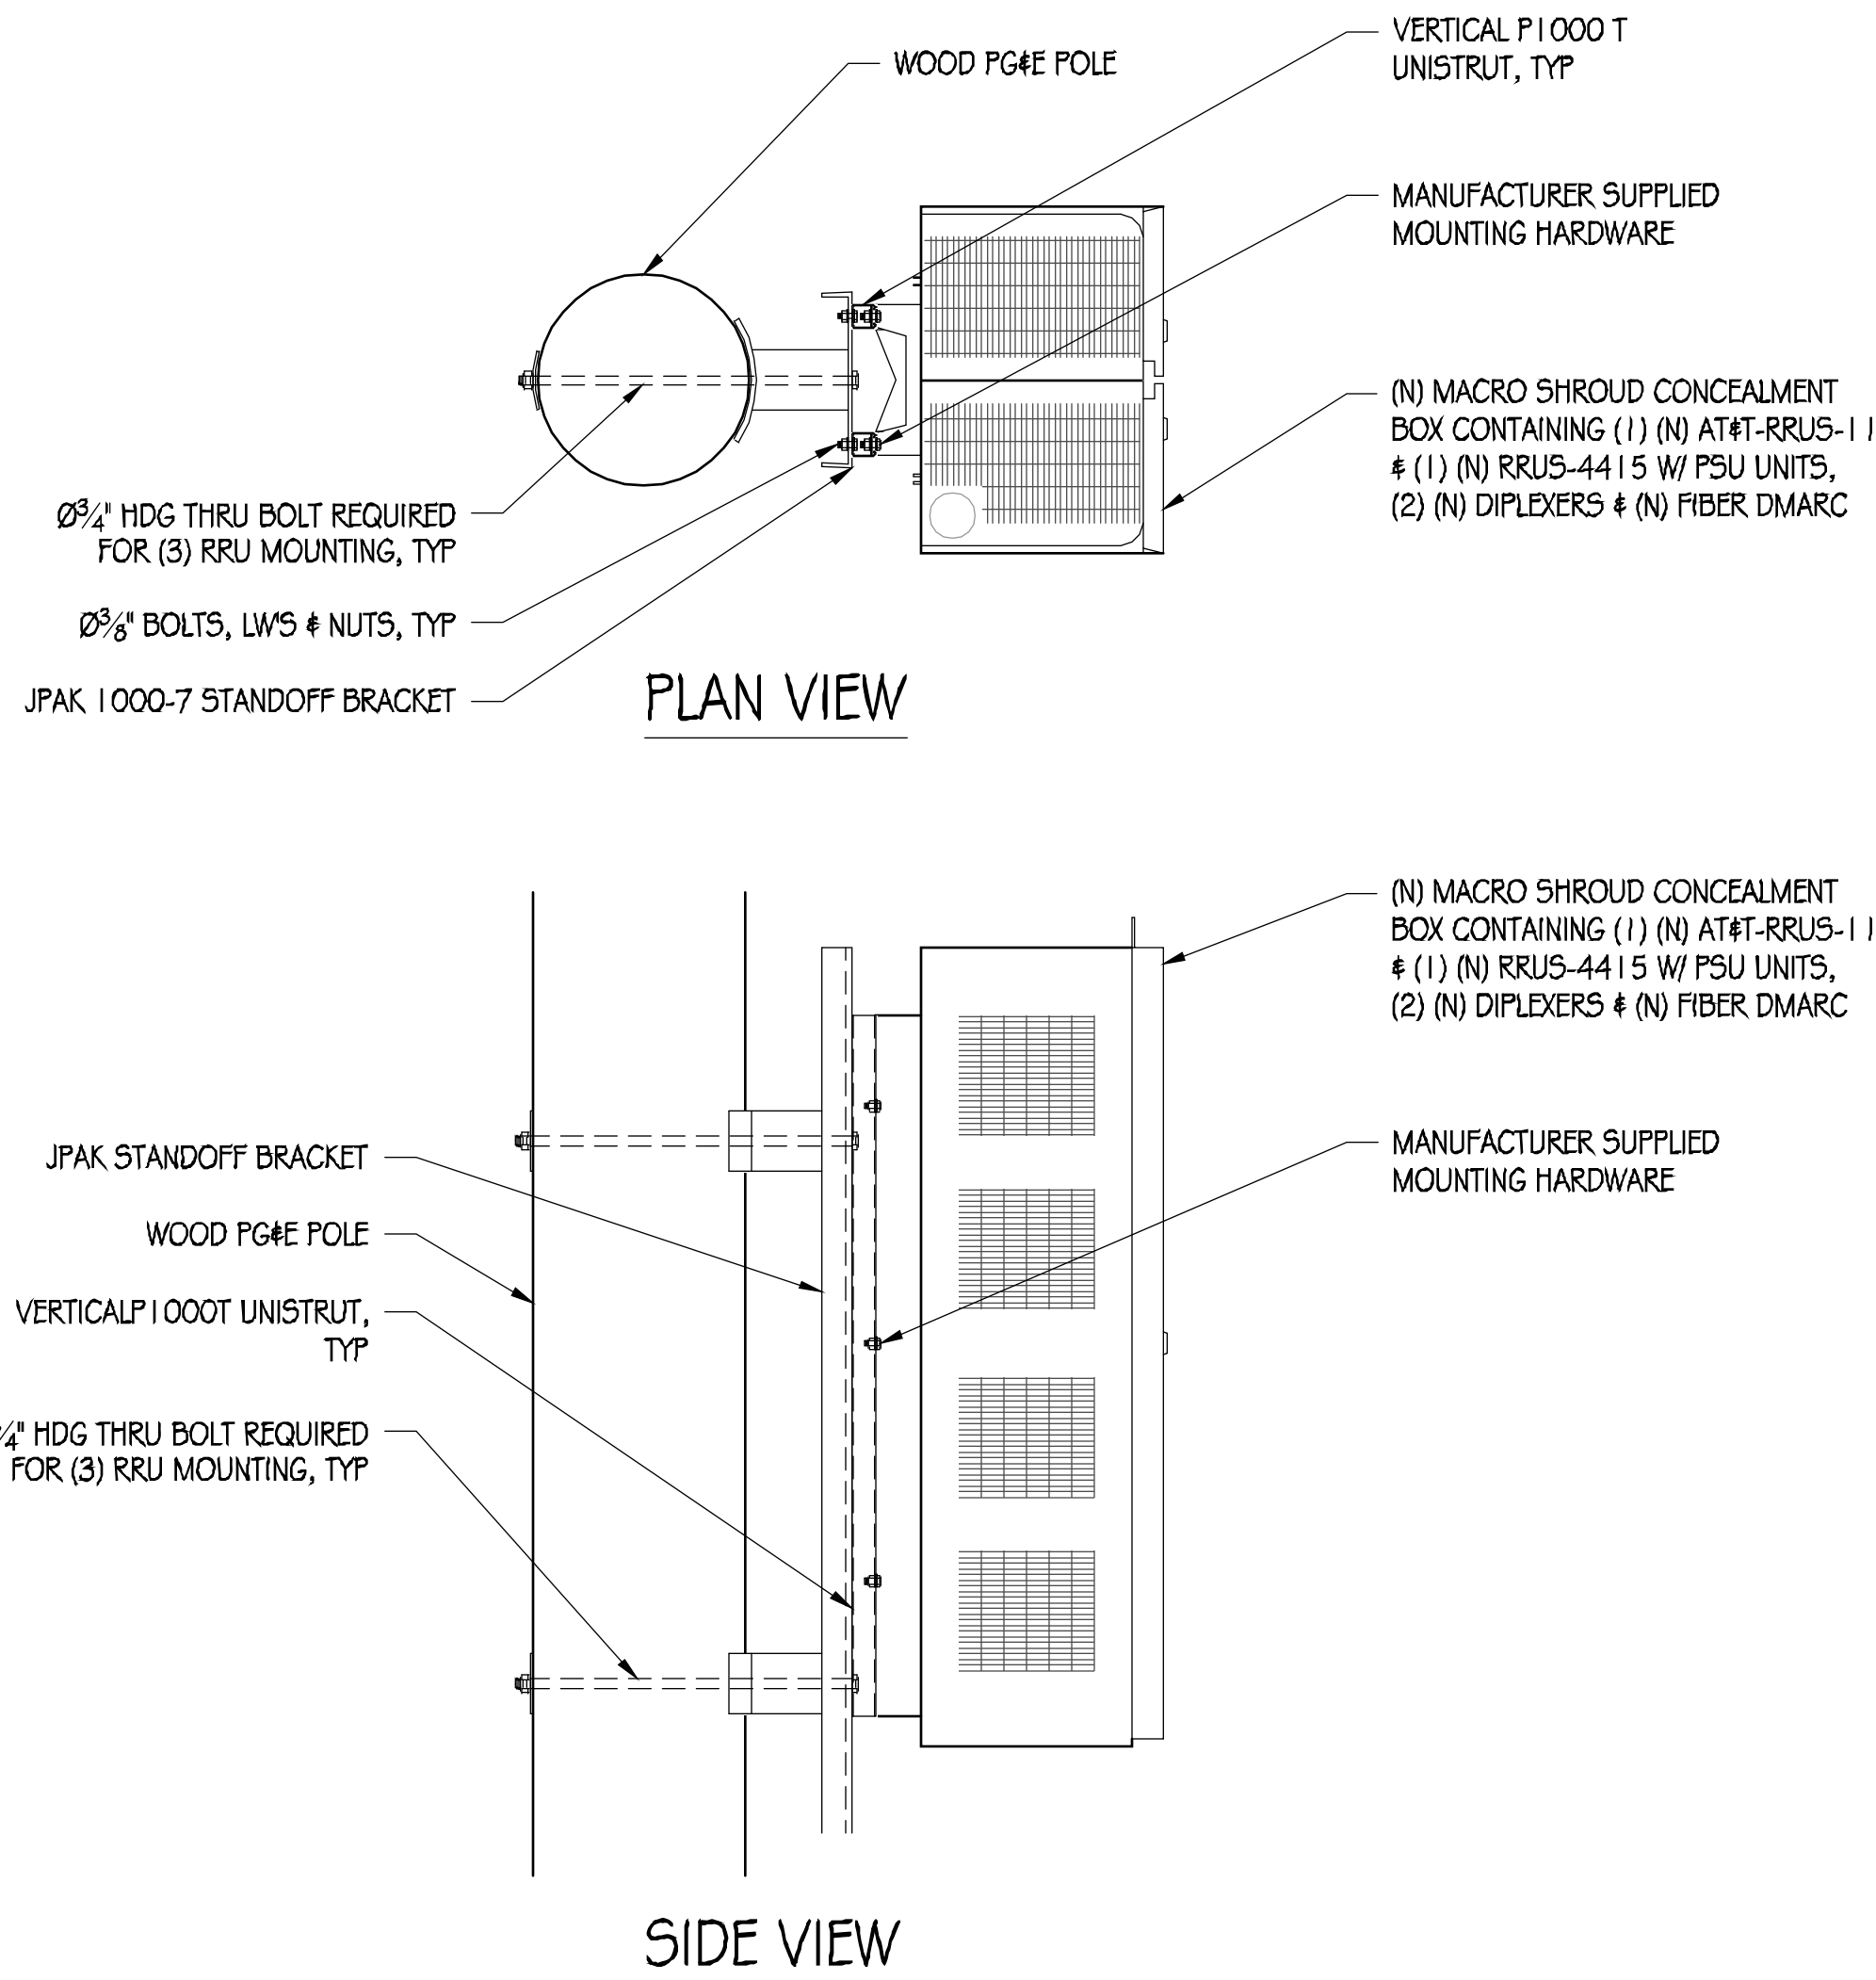 WOOD PG&E POLE
VERTICAL P1000 T
UNISTRUT, TYP
MANUFACTURER SUPPLIED
MOUNTING HARDWARE
(N) MACRO SHROUD CONCEALMENT
BOX CONTAINING (1) (N) AT&T-RRUS-11
& (1) (N) RRUS-4415 W/ PSU UNITS,
(2) (N) DIPLEXERS & (N) FIBER DMARC
Ø3/4" HDG THRU BOLT REQUIRED
FOR (3) RRU MOUNTING, TYP
Ø3/8" BOLTS, LW'S & NUTS, TYP
JPAK 1000-7 STANDOFF BRACKET
PLAN VIEW
(N) MACRO SHROUD CONCEALMENT
BOX CONTAINING (1) (N) AT&T-RRUS-11
& (1) (N) RRUS-4415 W/ PSU UNITS,
(2) (N) DIPLEXERS & (N) FIBER DMARC
MANUFACTURER SUPPLIED
MOUNTING HARDWARE
JPAK STANDOFF BRACKET
WOOD PG&E POLE
VERTICALP1000T UNISTRUT,
TYP
/4" HDG THRU BOLT REQUIRED
FOR (3) RRU MOUNTING, TYP
SIDE VIEW